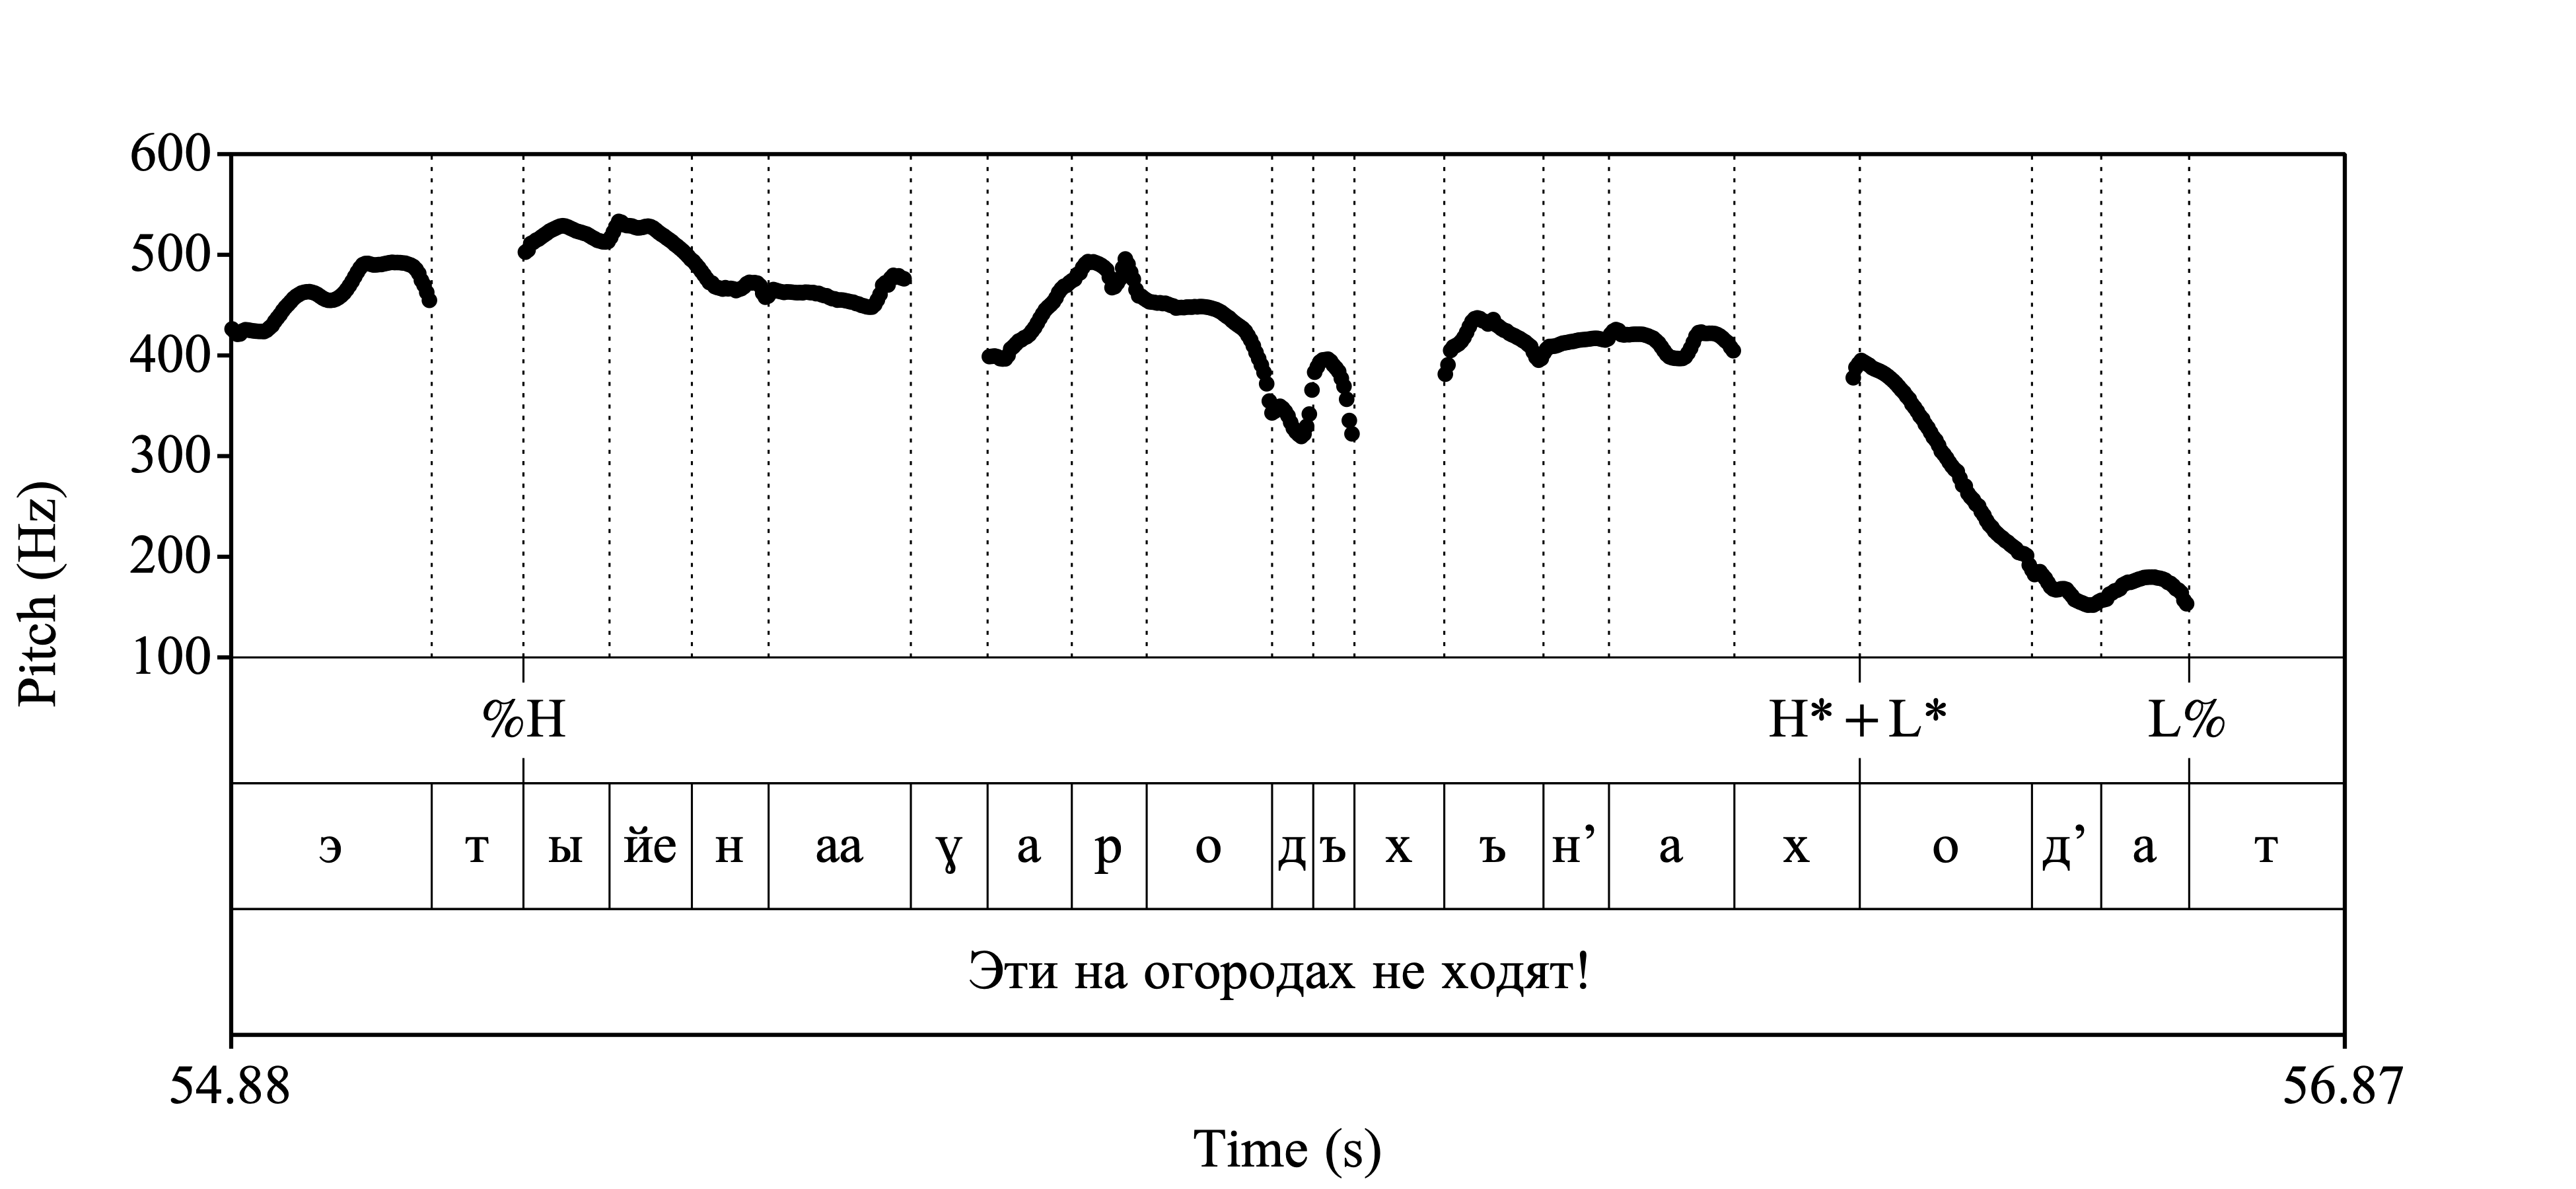 600
500
400
300
200
100
Pitch (Hz)
%H H* + L* L%
э т ы йе н аа ɣ а р о д ъ х ъ н’ а х о д’ а т
Эти на огородах не ходят!
54.88 56.87
Time (s)